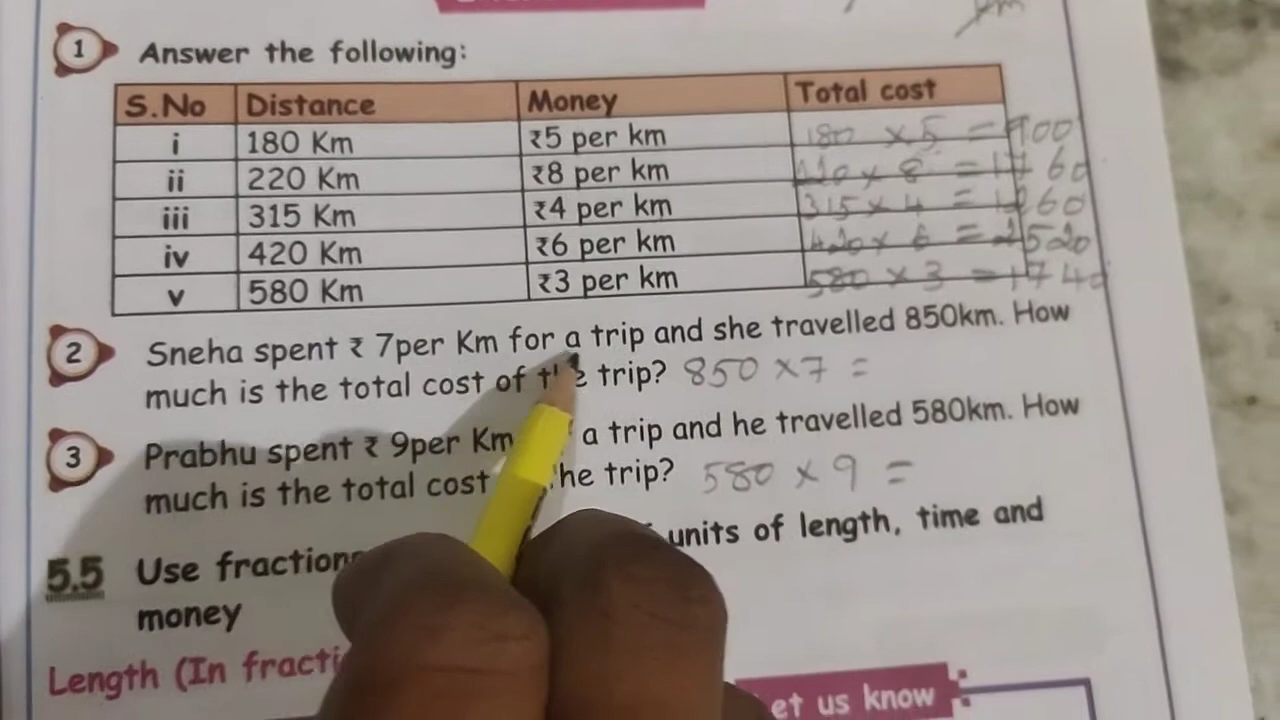 1 Answer the following:
S.No Distance Money Total cost
i 180 Km ₹5 per km 180 × 5 = 900
ii 220 Km ₹8 per km 220 × 8 = 1760
iii 315 Km ₹4 per km 315 × 4 = 1260
iv 420 Km ₹6 per km 420 × 6 = 2520
v 580 Km ₹3 per km 580 × 3 = 1740
2 Sneha spent ₹ 7per Km for a trip and she travelled 850km. How
much is the total cost of the trip? 850 × 7 =
3 Prabhu spent ₹ 9per Km a trip and he travelled 580km. How
much is the total cost the trip? 580 × 9 =
5.5 Use fractions units of length, time and
money
Length (In fracti
et us know